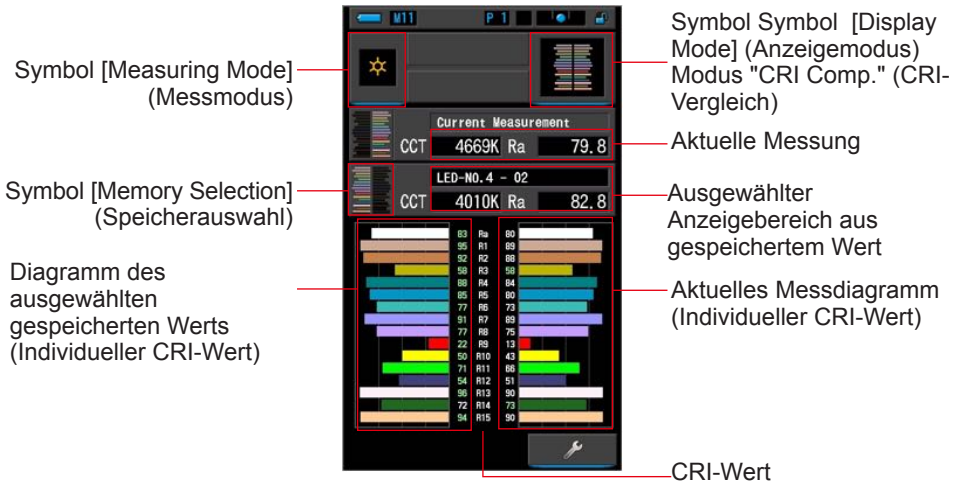 M11 P 1
Symbol [Measuring Mode]
(Messmodus)
Symbol Symbol [Display
Mode] (Anzeigemodus)
Modus "CRI Comp." (CRI-
Vergleich)
Current Measurement
CCT 4669K Ra 79.8
Aktuelle Messung
Symbol [Memory Selection]
(Speicherauswahl)
LED-NO.4 - 02
CCT 4010K Ra 82.8
Ausgewählter
Anzeigebereich aus
gespeichertem Wert
Diagramm des
ausgewählten
gespeicherten Werts
(Individueller CRI-Wert)
83 Ra 80
95 R1 89
92 R2 88
58 R3 58
88 R4 84
85 R5 80
77 R6 73
91 R7 89
77 R8 75
22 R9 13
50 R10 43
71 R11 66
54 R12 51
96 R13 90
72 R14 73
94 R15 90
Aktuelles Messdiagramm
(Individueller CRI-Wert)
CRI-Wert